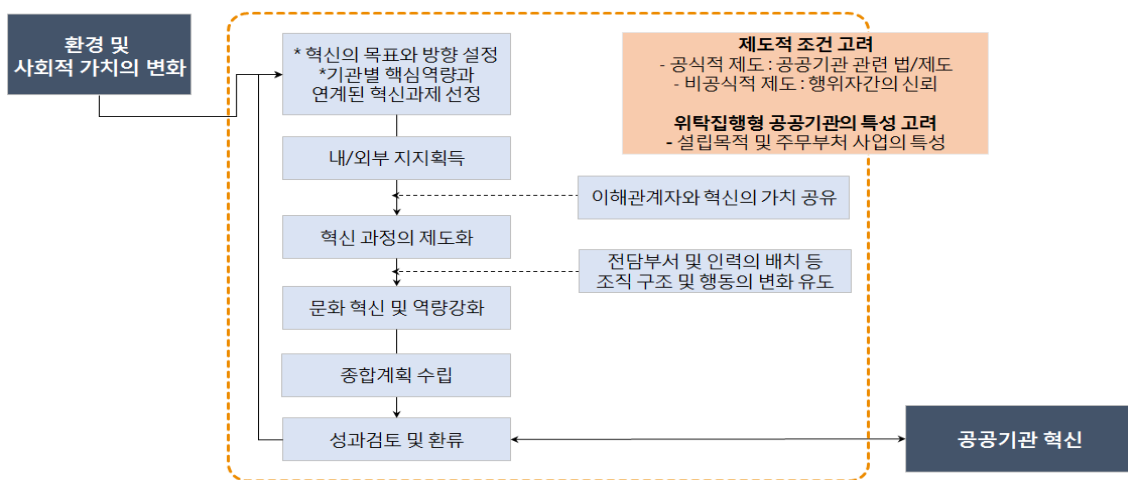 환경 및
사회적 가치의 변화
* 혁신의 목표와 방향 설정
*기관별 핵심역량과
연계된 혁신과제 선정
제도적 조건 고려
- 공식적 제도 : 공공기관 관련 법/제도
- 비공식적 제도 : 행위자간의 신뢰
위탁집행형 공공기관의 특성 고려
- 설립목적 및 주무부처 사업의 특성
내/외부 지지획득
이해관계자와 혁신의 가치 공유
혁신 과정의 제도화
전담부서 및 인력의 배치 등
조직 구조 및 행동의 변화 유도
문화 혁신 및 역량강화
종합계획 수립
성과검토 및 환류
공공기관 혁신